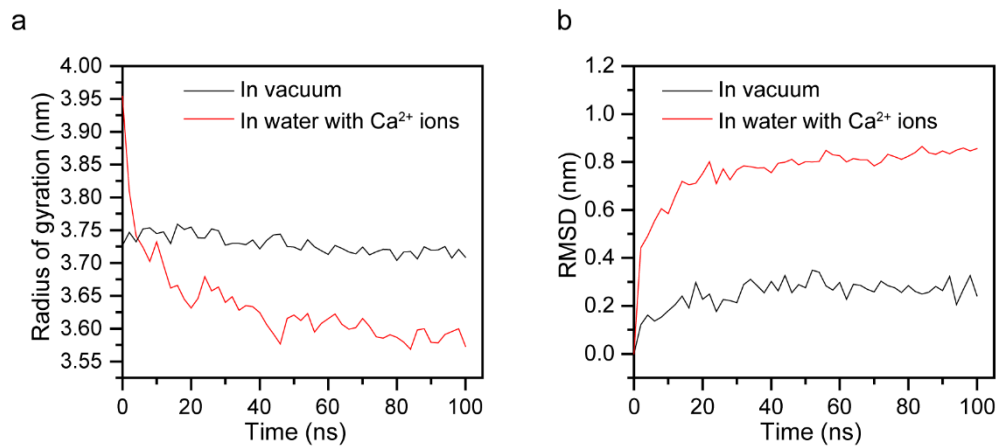 a
4.00
3.95
3.90
3.85
3.80
3.75
3.70
3.65
3.60
3.55
Radius of gyration (nm)
In vacuum
In water with Ca²⁺ ions
0 20 40 60 80 100
Time (ns)
b
1.2
1.0
0.8
0.6
0.4
0.2
0.0
RMSD (nm)
In vacuum
In water with Ca²⁺ ions
0 20 40 60 80 100
Time (ns)